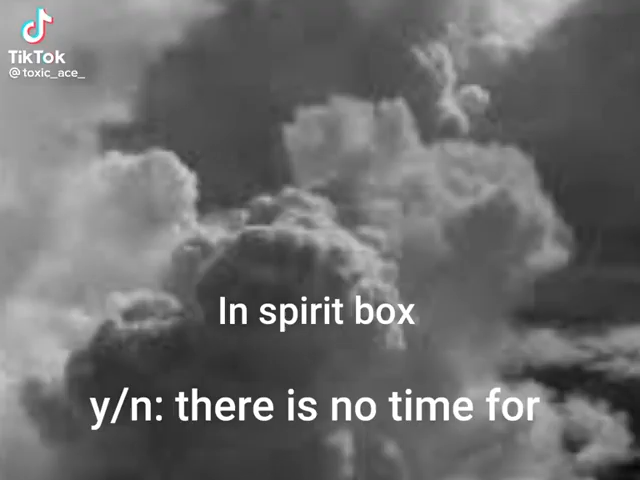 TikTok
@toxic_ace_
In spirit box
y/n: there is no time for